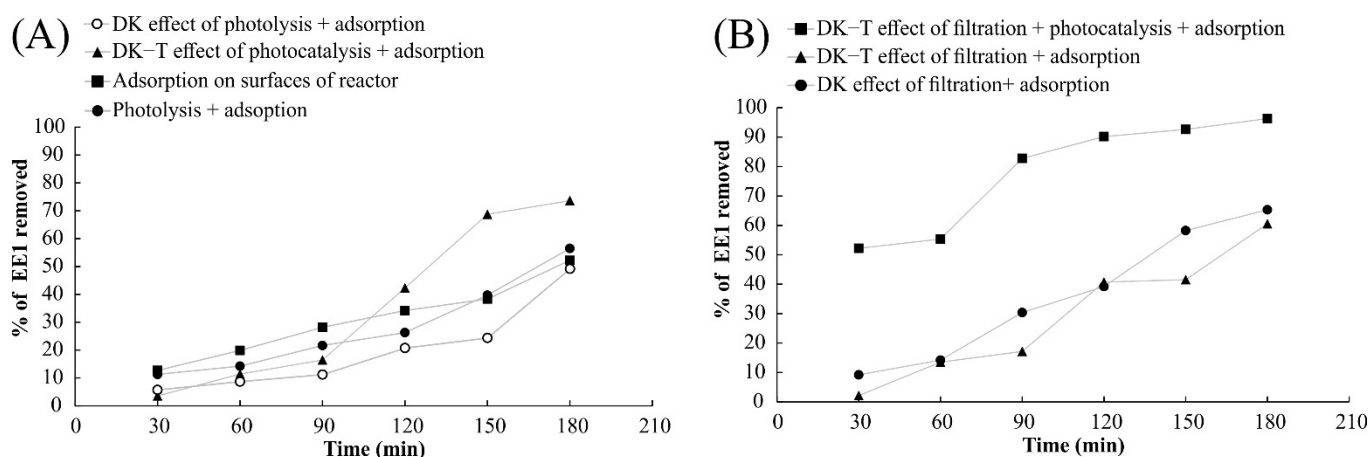 (A)
DK effect of photolysis + adsorption
DK−T effect of photocatalysis + adsorption
Adsorption on surfaces of reactor
Photolysis + adsoption
100
90
80
70
60
50
40
30
20
10
0
% of EE1 removed
0 30 60 90 120 150 180 210
Time (min)
(B)
DK−T effect of filtration + photocatalysis + adsorption
DK−T effect of filtration + adsorption
DK effect of filtration+ adsorption
100
90
80
70
60
50
40
30
20
10
0
% of EE1 removed
0 30 60 90 120 150 180 210
Time (min)